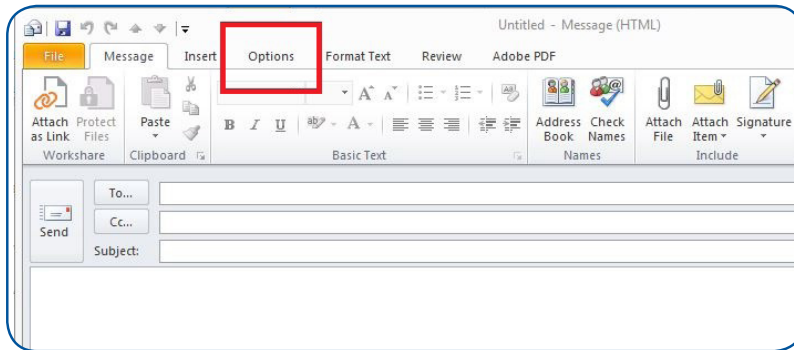 Untitled - Message (HTML)
File Message Insert Options Format Text Review Adobe PDF
Attach as Link
Protect Files
Workshare
Paste
Clipboard
B I U
Basic Text
Address Book
Check Names
Names
Attach File
Attach Item
Signature
Include
Send
To...
Cc...
Subject: